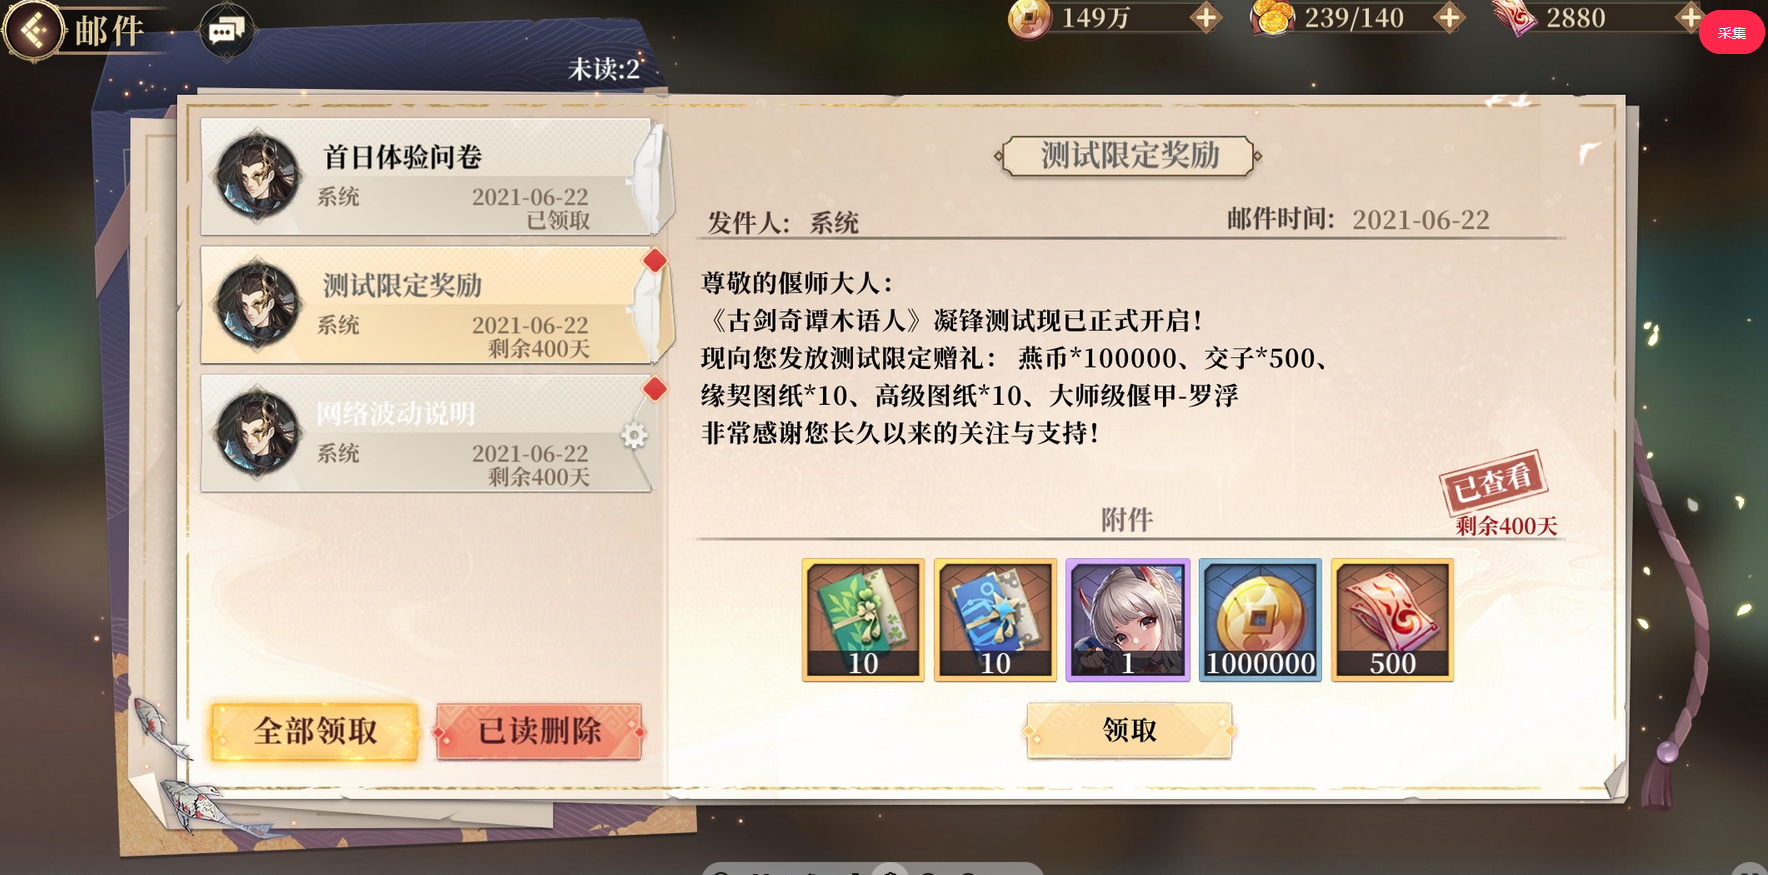 邮件
149万
239/140
2880
采集
未读:2
首日体验问卷
系统
2021-06-22
已领取
测试限定奖励
系统
2021-06-22
剩余400天
网络波动说明
系统
2021-06-22
剩余400天
全部领取
已读删除
测试限定奖励
发件人： 系统
邮件时间： 2021-06-22
尊敬的偃师大人：
《古剑奇谭木语人》凝锋测试现已正式开启！
现向您发放测试限定赠礼： 燕币*100000、交子*500、
缘契图纸*10、高级图纸*10、大师级偃甲-罗浮
非常感谢您长久以来的关注与支持！
已查看
剩余400天
附件
10
10
1
1000000
500
领取